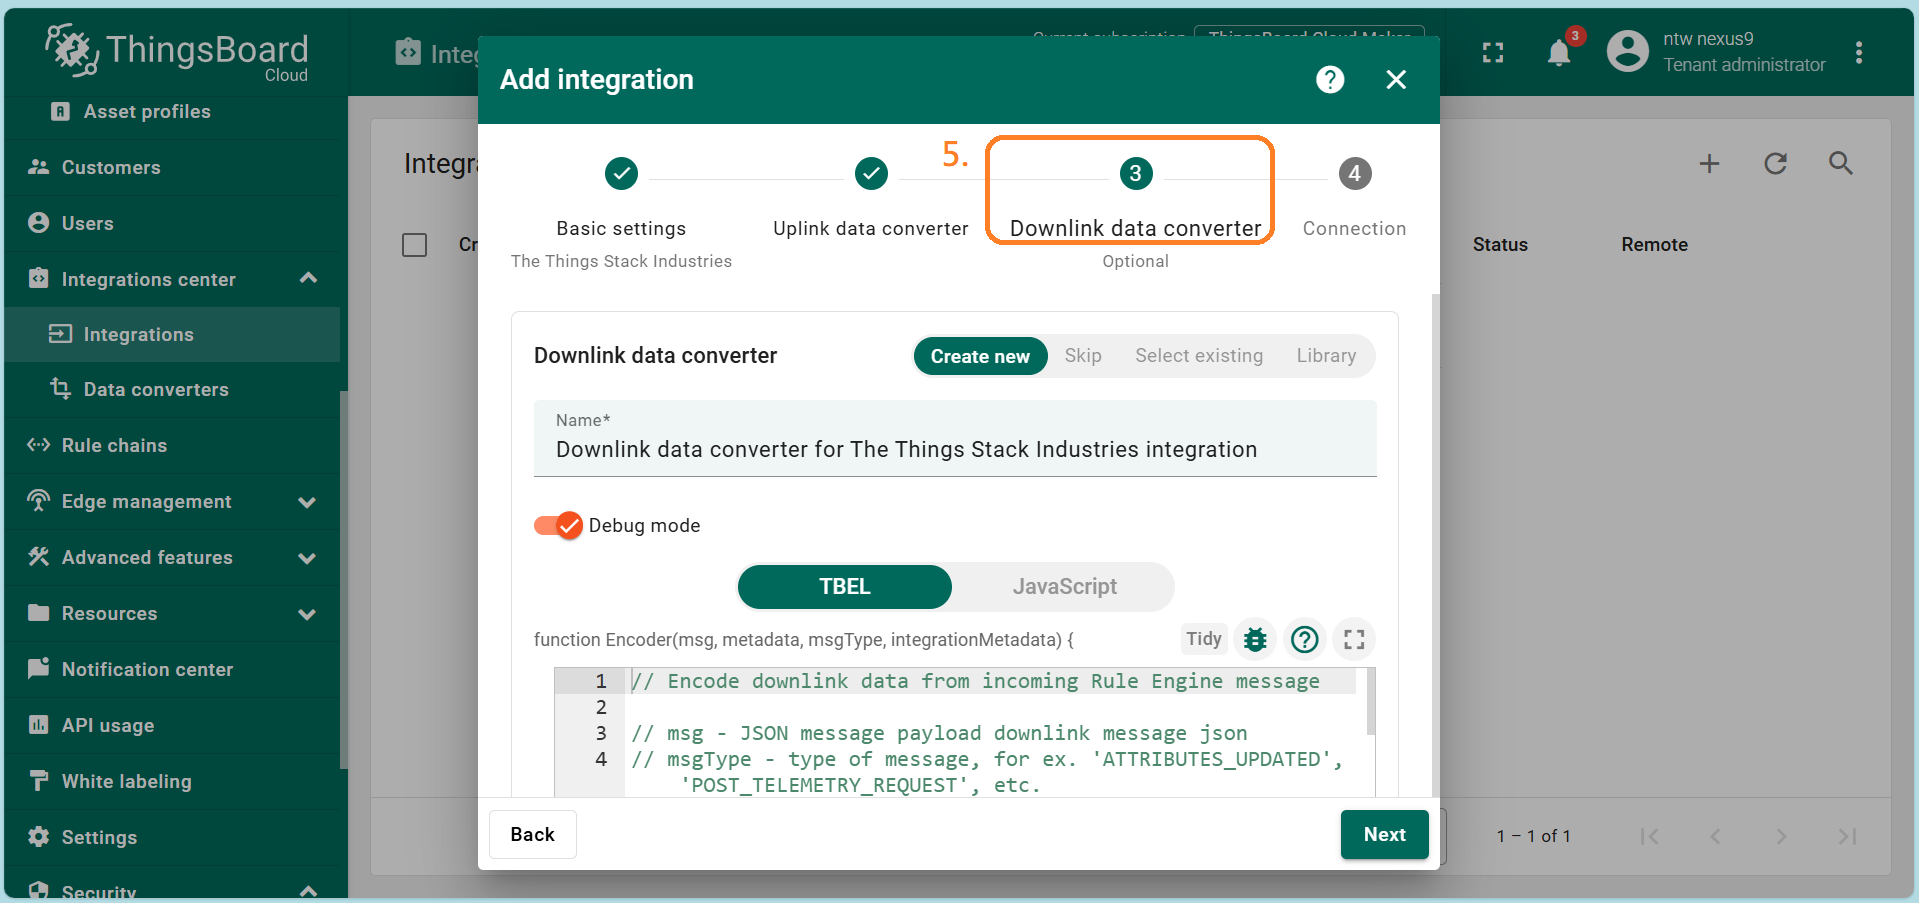 ThingsBoard
Cloud
Asset profiles
Customers
Users
Integrations center
Integrations
Data converters
Rule chains
Edge management
Advanced features
Resources
Notification center
API usage
White labeling
Settings
Security
Current subscription
ThingsBoard Cloud Maker
3
ntw nexus9
Tenant administrator
Add integration
5.
3
4
Basic settings
Uplink data converter
Downlink data converter
Connection
The Things Stack Industries
Optional
Status
Remote
Downlink data converter
Create new
Skip
Select existing
Library
Name*
Downlink data converter for The Things Stack Industries integration
Debug mode
TBEL
JavaScript
function Encoder(msg, metadata, msgType, integrationMetadata) {
Tidy
1 // Encode downlink data from incoming Rule Engine message
2
3 // msg - JSON message payload downlink message json
4 // msgType - type of message, for ex. 'ATTRIBUTES_UPDATED',
'POST_TELEMETRY_REQUEST', etc.
Back
Next
1 – 1 of 1